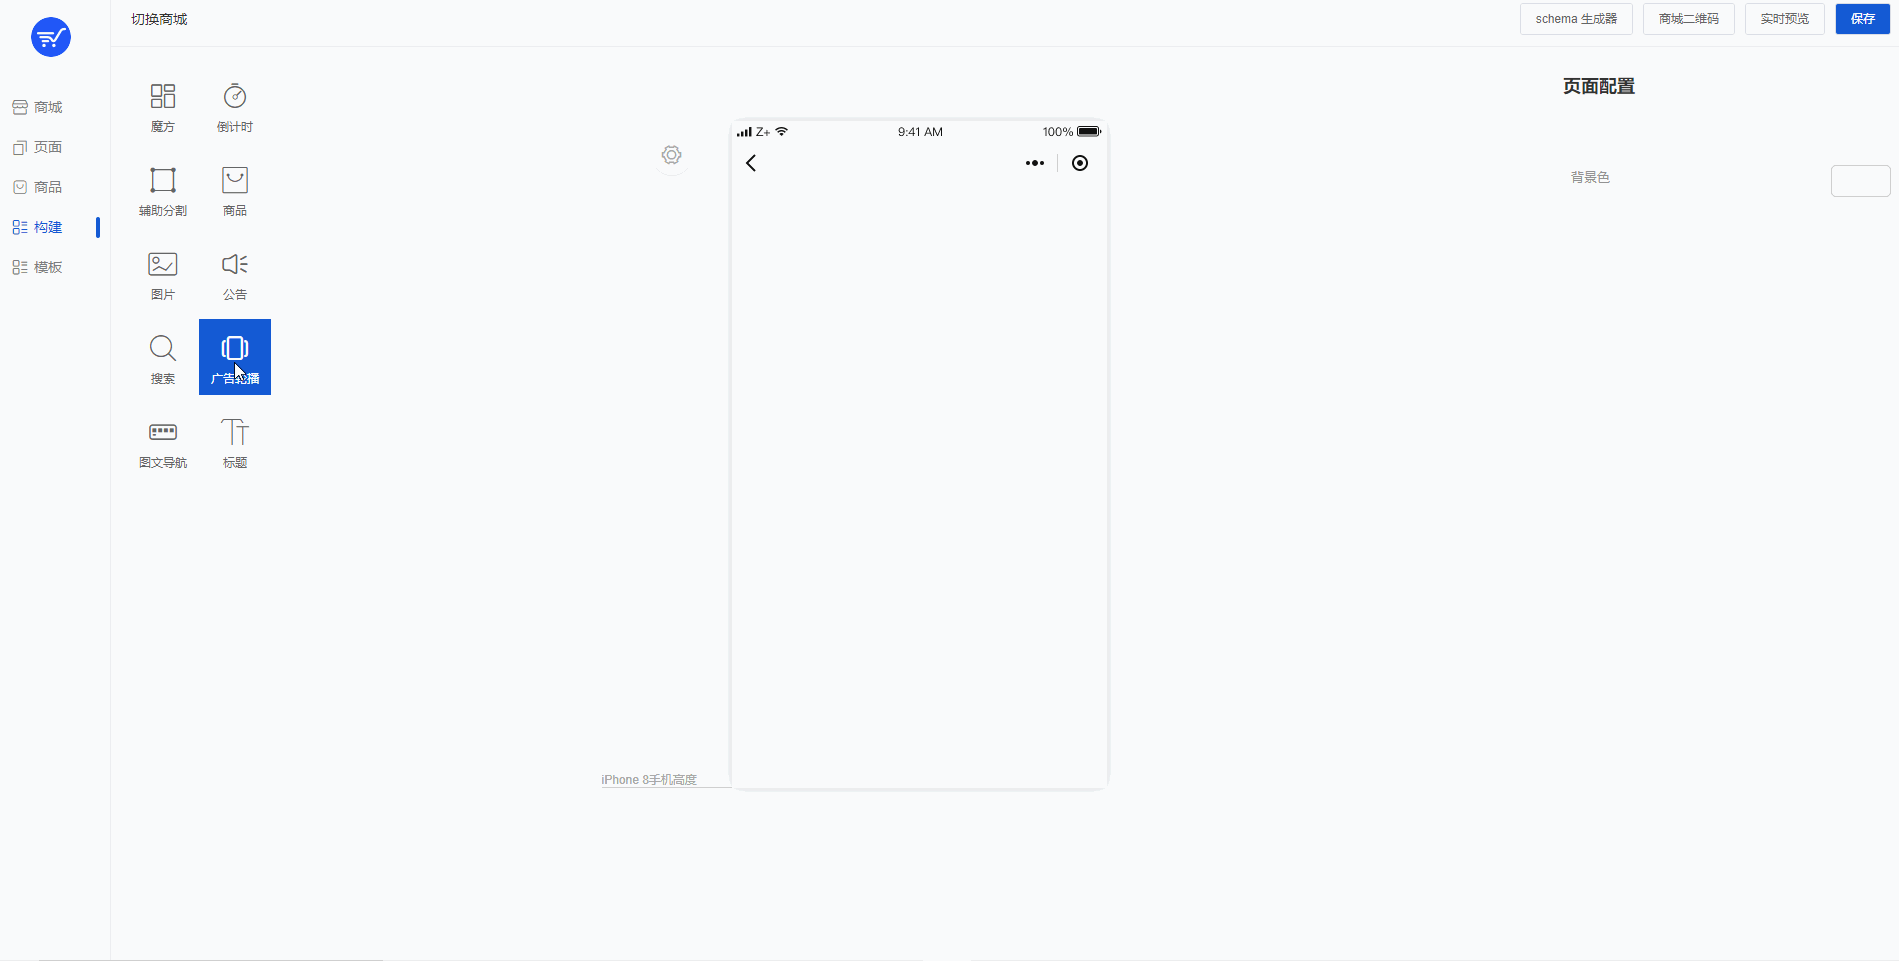 切换商城
schema 生成器
商城二维码
实时预览
保存
商城
页面
商品
构建
模板
魔方
倒计时
辅助分割
商品
图片
公告
搜索
广告轮播
图文导航
标题
Z+
9:41 AM
100%
iPhone 8手机高度
页面配置
背景色